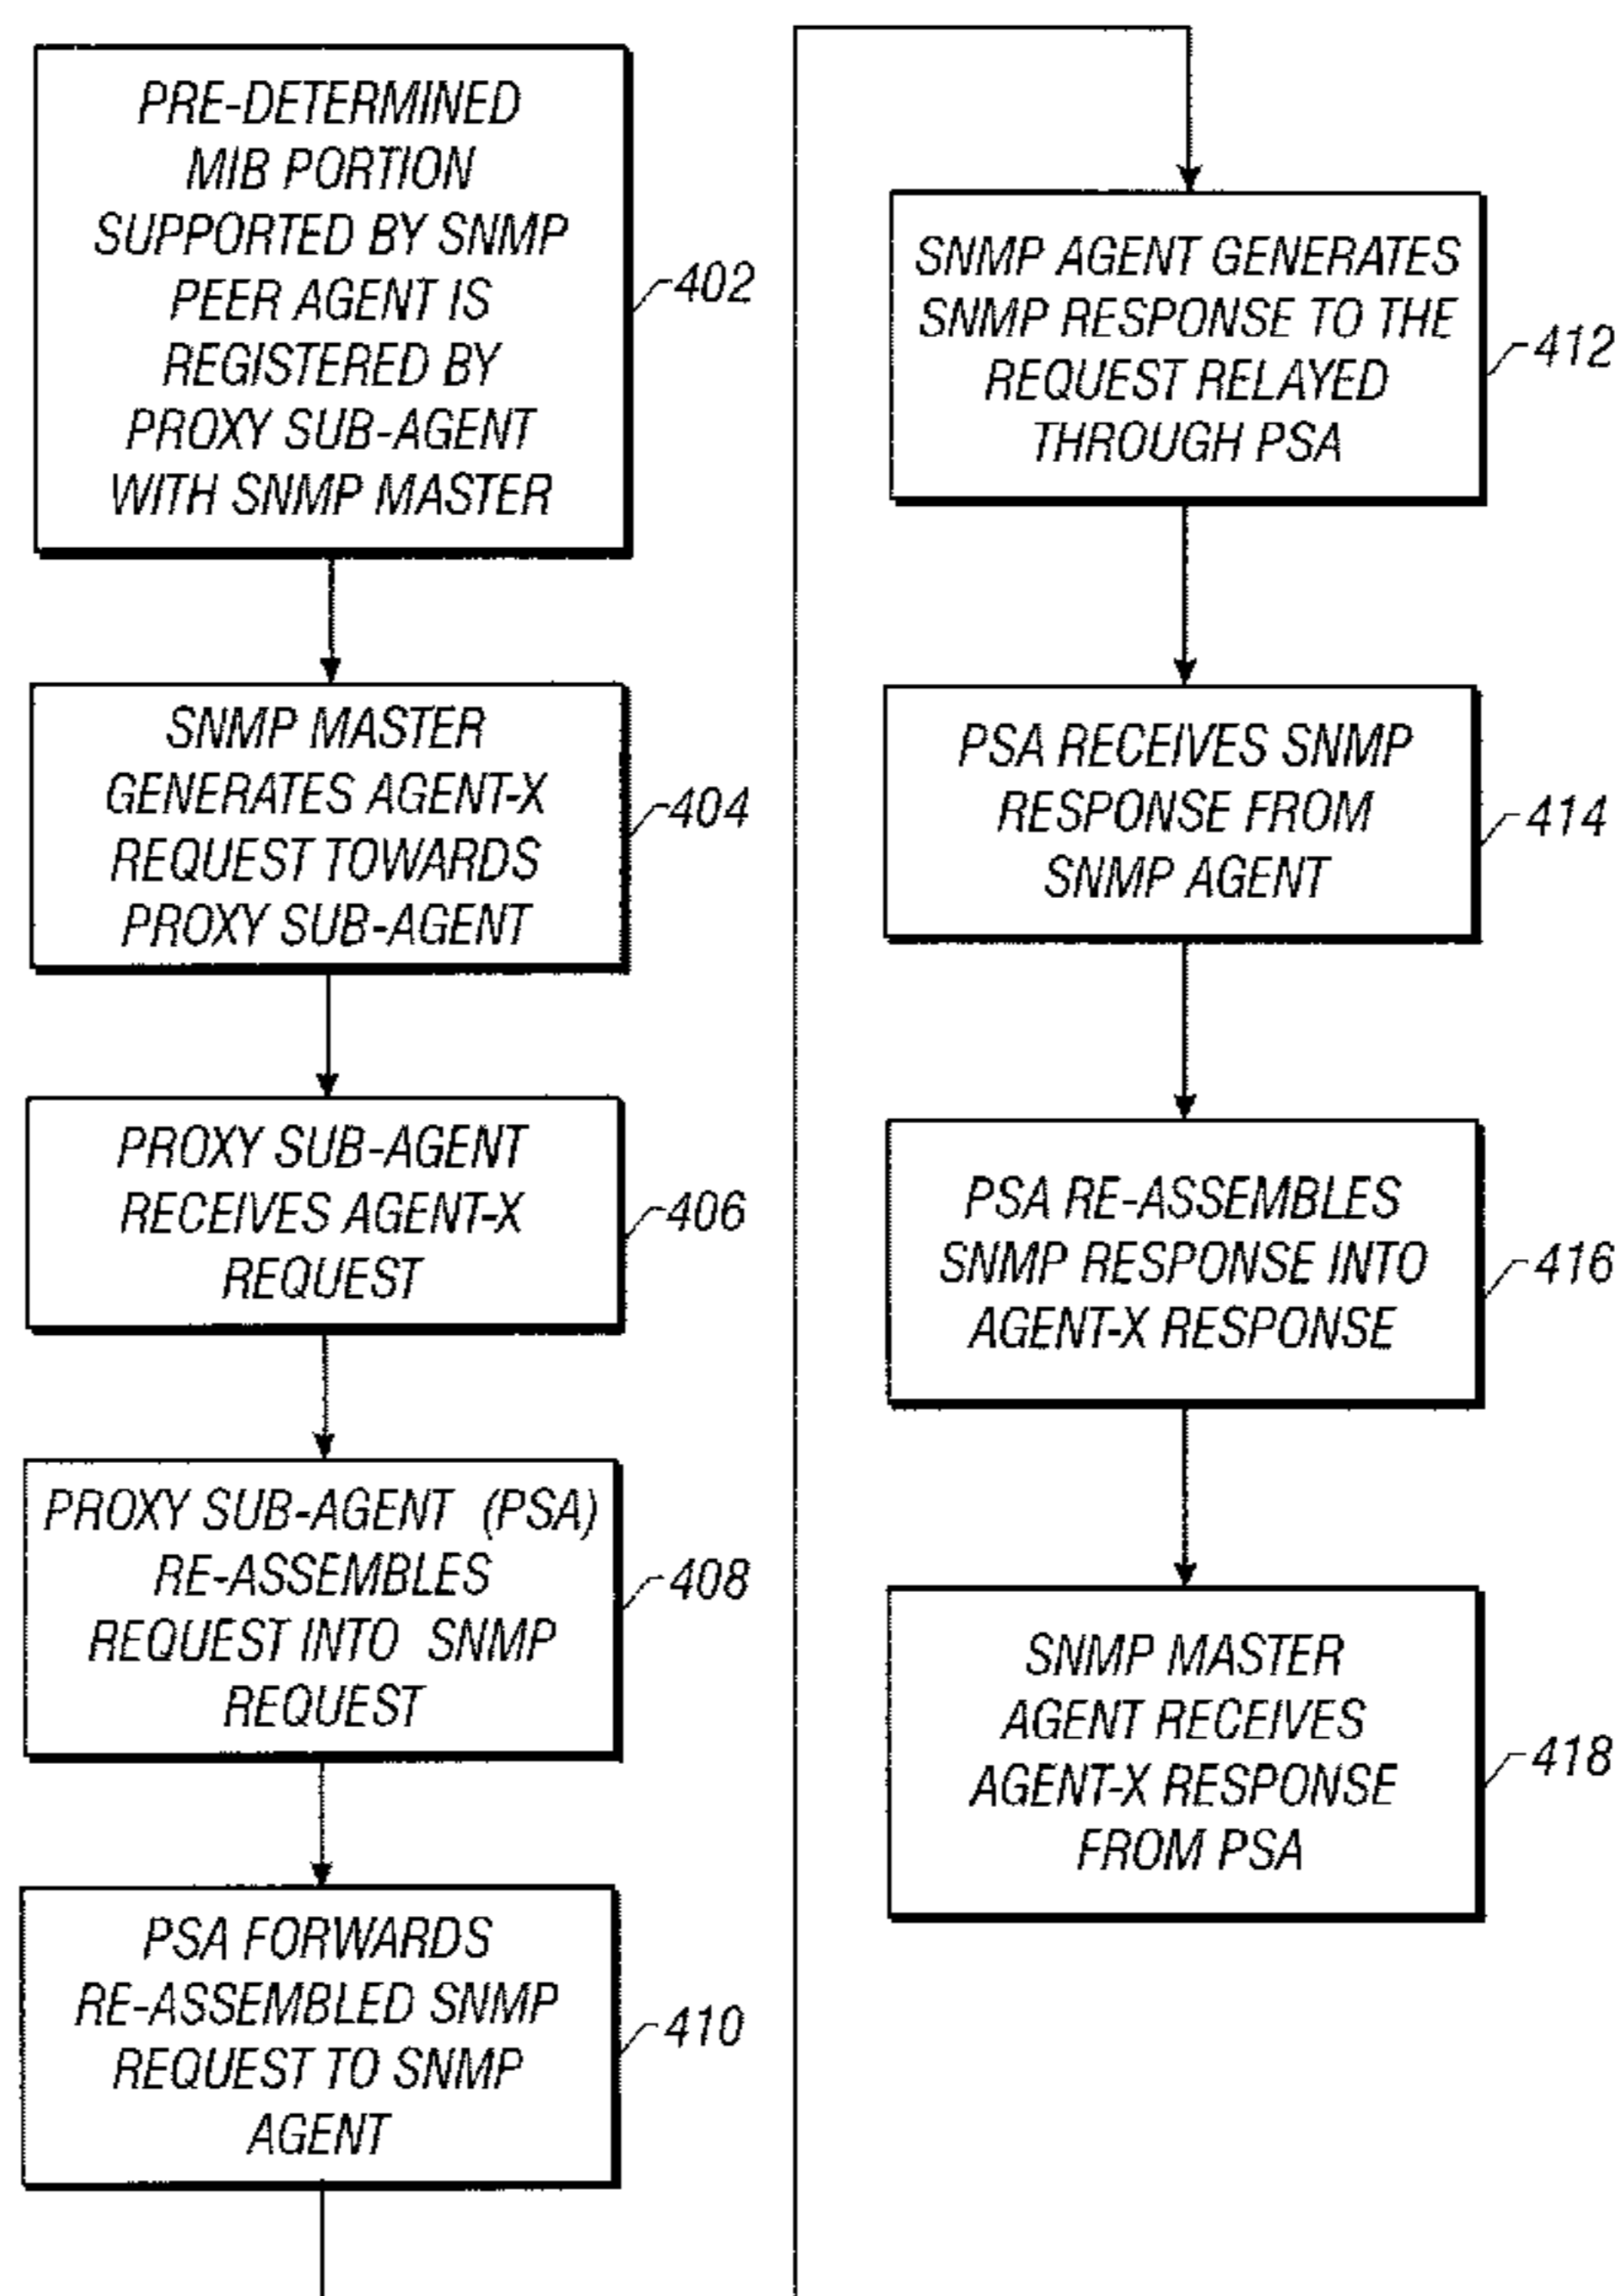 PRE-DETERMINED
MIB PORTION
SUPPORTED BY SNMP
PEER AGENT IS
REGISTERED BY
PROXY SUB-AGENT
WITH SNMP MASTER
402
SNMP MASTER
GENERATES AGENT-X
REQUEST TOWARDS
PROXY SUB-AGENT
404
PROXY SUB-AGENT
RECEIVES AGENT-X
REQUEST
406
PROXY SUB-AGENT (PSA)
RE-ASSEMBLES
REQUEST INTO SNMP
REQUEST
408
PSA FORWARDS
RE-ASSEMBLED SNMP
REQUEST TO SNMP
AGENT
410
SNMP AGENT GENERATES
SNMP RESPONSE TO THE
REQUEST RELAYED
THROUGH PSA
412
PSA RECEIVES SNMP
RESPONSE FROM
SNMP AGENT
414
PSA RE-ASSEMBLES
SNMP RESPONSE INTO
AGENT-X RESPONSE
416
SNMP MASTER
AGENT RECEIVES
AGENT-X RESPONSE
FROM PSA
418